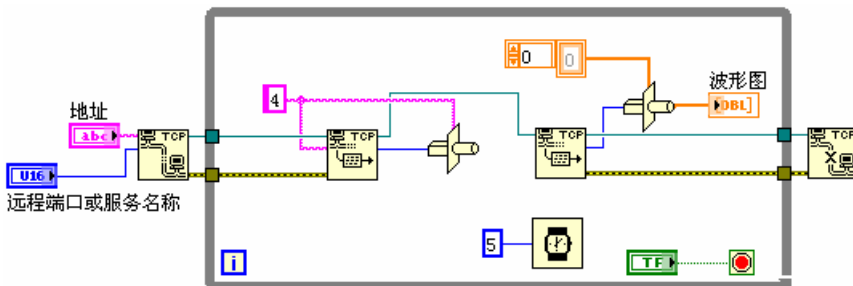 0
0
波形图
DBL]
地址
4
abc
TCP
TCP
TCP
TCP
U16
远程端口或服务名称
5
i
TF